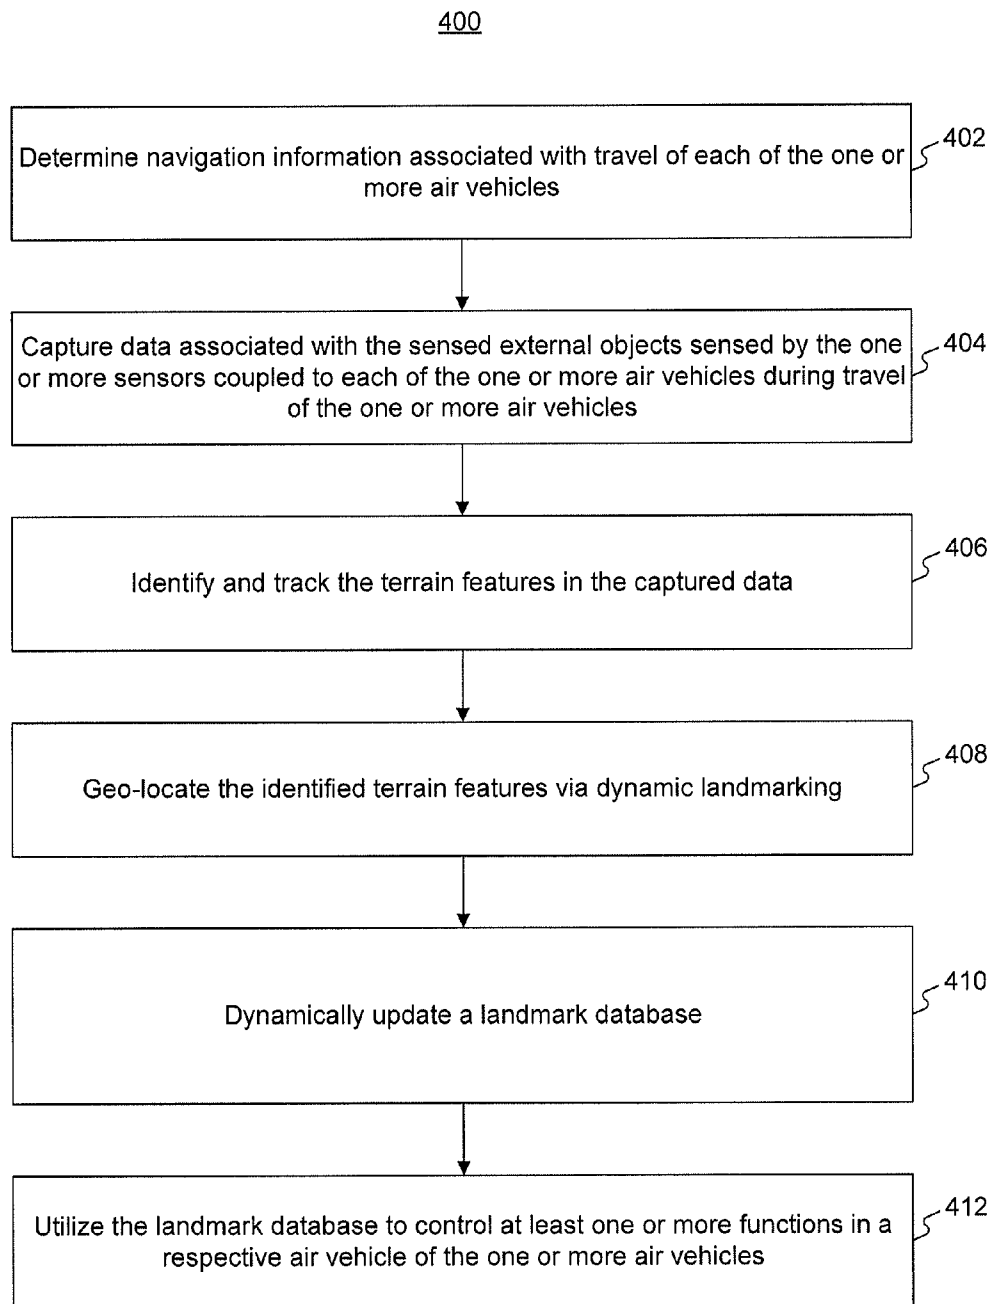 400
Determine navigation information associated with travel of each of the one or
more air vehicles
402
Capture data associated with the sensed external objects sensed by the one
or more sensors coupled to each of the one or more air vehicles during travel
of the one or more air vehicles
404
Identify and track the terrain features in the captured data
406
Geo-locate the identified terrain features via dynamic landmarking
408
Dynamically update a landmark database
410
Utilize the landmark database to control at least one or more functions in a
respective air vehicle of the one or more air vehicles
412